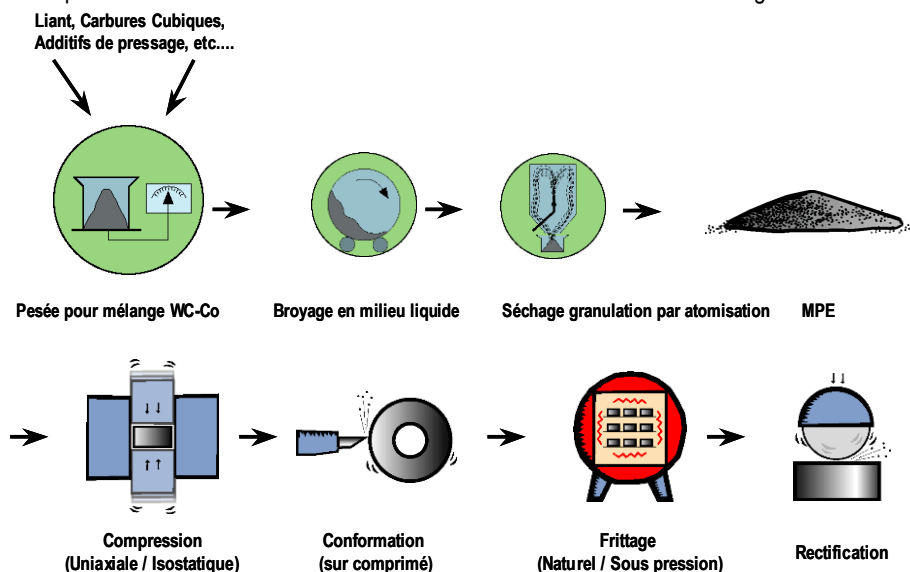 Liant, Carbures Cubiques,
Additifs de pressage, etc....
Pesée pour mélange WC-Co
Broyage en milieu liquide
Séchage granulation par atomisation
MPE
Compression
(Uniaxiale / Isostatique)
Conformation
(sur comprimé)
Frittage
(Naturel / Sous pression)
Rectification